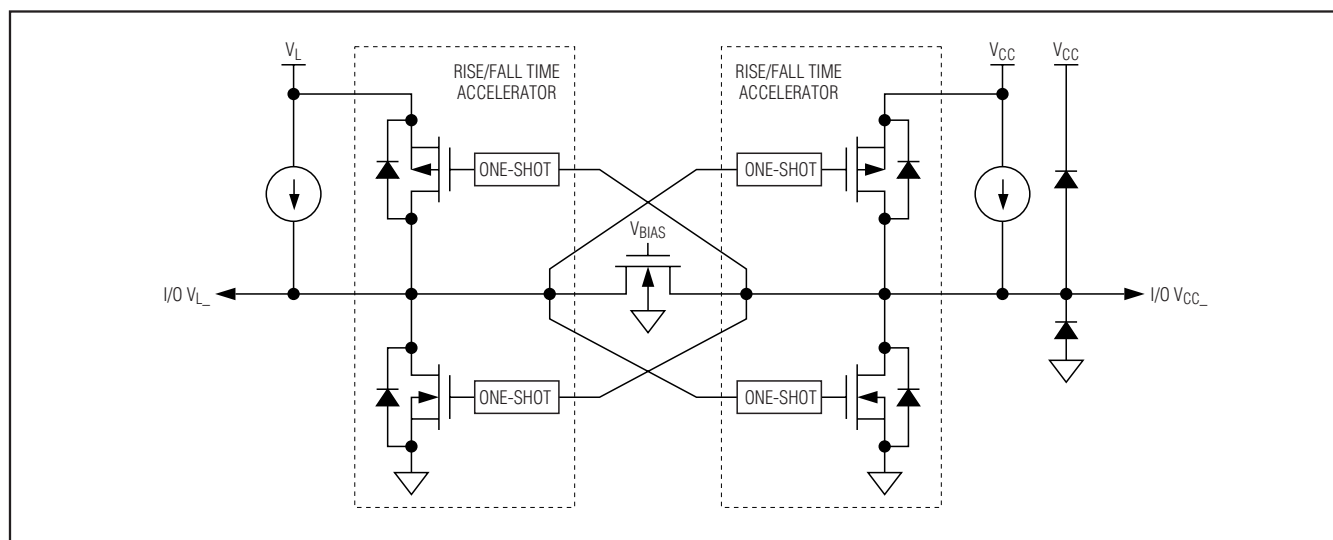 V_L
RISE/FALL TIME
ACCELERATOR
RISE/FALL TIME
ACCELERATOR
V_CC
V_CC
ONE-SHOT
ONE-SHOT
V_BIAS
I/O V_L_
I/O V_CC_
ONE-SHOT
ONE-SHOT